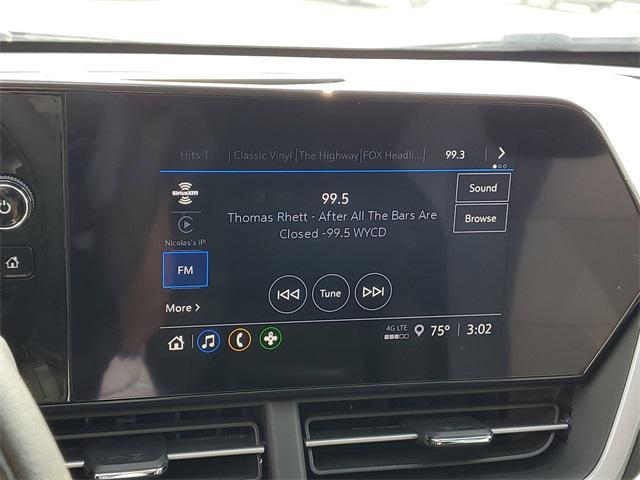 Hits 1 Classic Vinyl The Highway FOX Headli... 99.3
SiriusXM
99.5
Sound
Thomas Rhett - After All The Bars Are
Closed -99.5 WYCD
Browse
Nicolas's iP
FM
Tune
More
4G LTE
75° 3:02